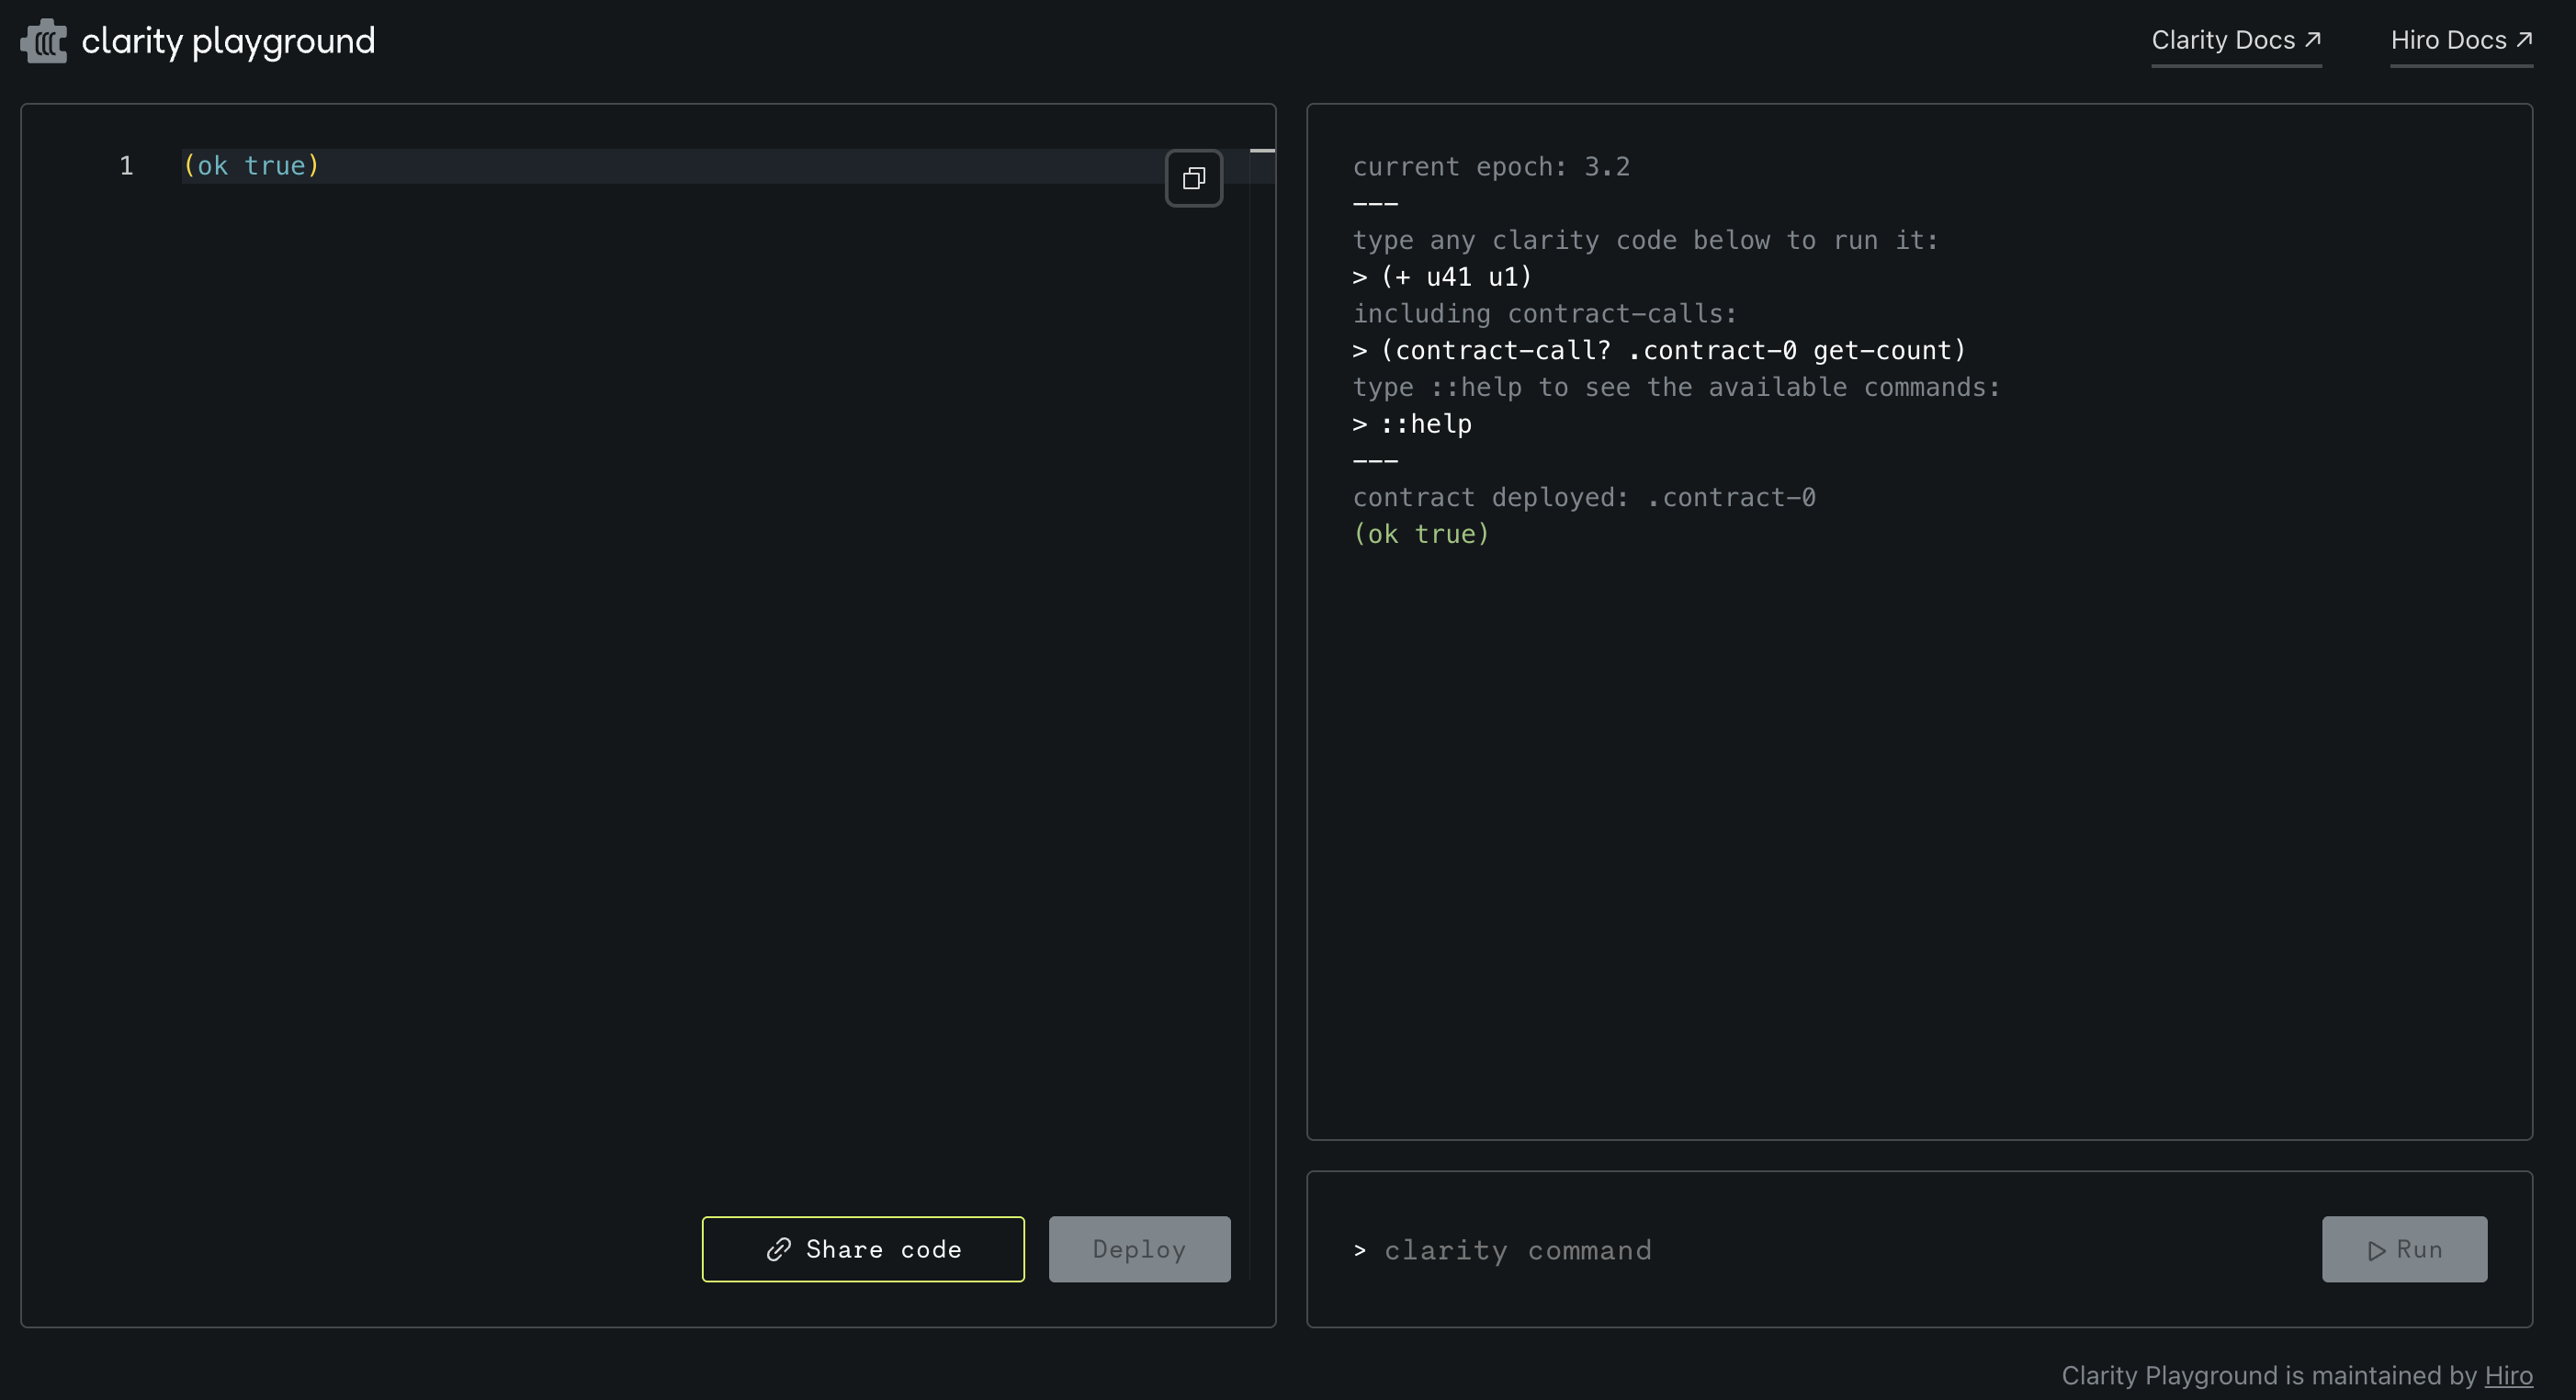 clarity playground
Clarity Docs ↗
Hiro Docs ↗
1 (ok true)
Share code
Deploy
current epoch: 3.2
---
type any clarity code below to run it:
> (+ u41 u1)
including contract-calls:
> (contract-call? .contract-0 get-count)
type ::help to see the available commands:
> ::help
---
contract deployed: .contract-0
(ok true)
> clarity command
Run
Clarity Playground is maintained by Hiro